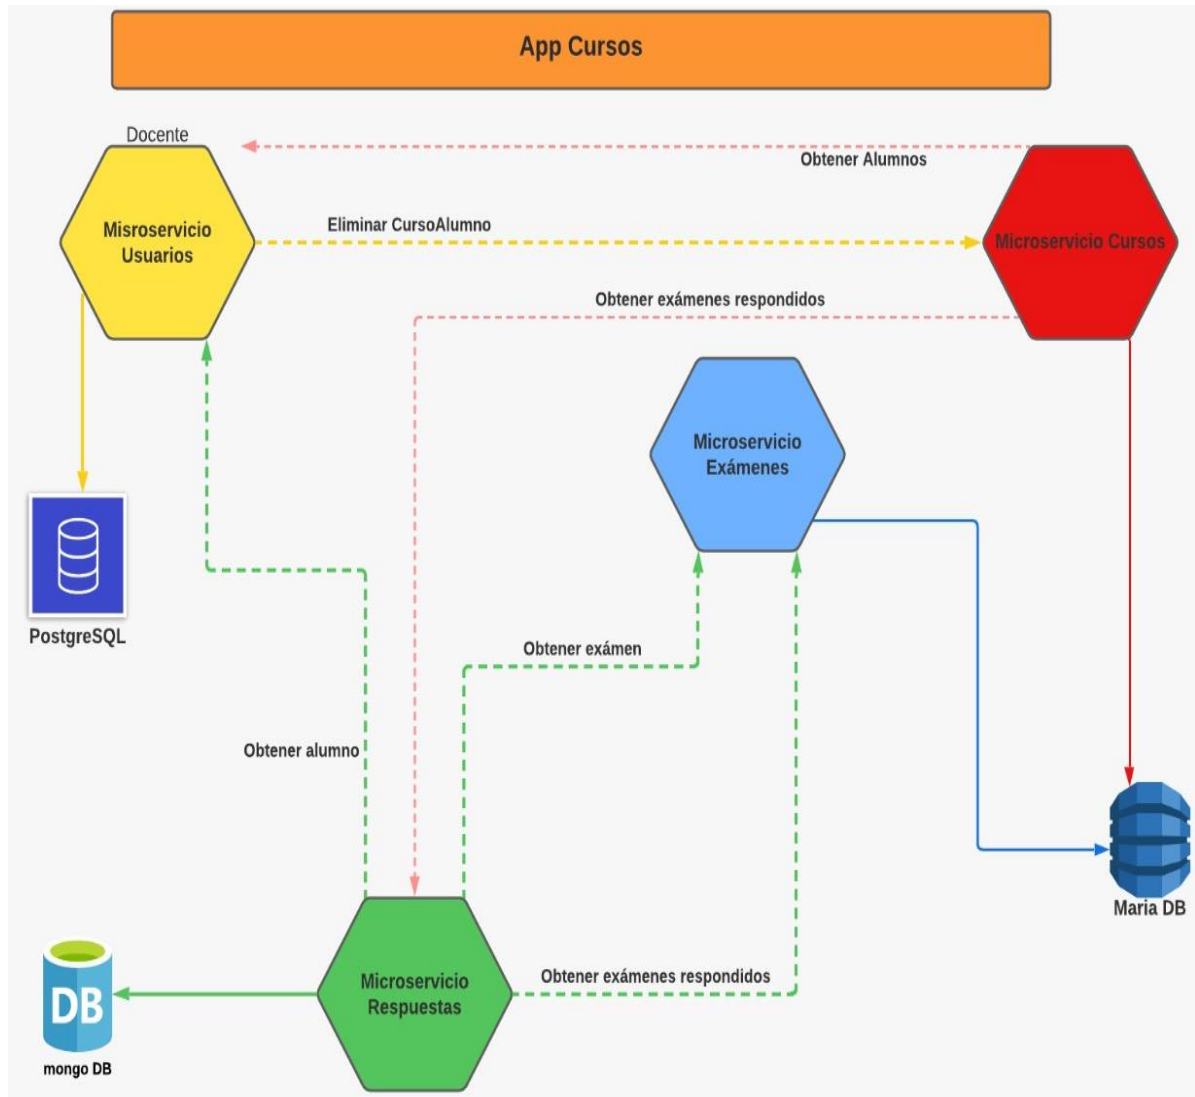 App Cursos
Docente
Obtener Alumnos
Misroservicio
Usuarios
Eliminar CursoAlumno
Microservicio Cursos
Obtener exámenes respondidos
Microservicio
Exámenes
PostgreSQL
Obtener exámen
Obtener alumno
Maria DB
Microservicio
Respuestas
Obtener exámenes respondidos
DB
mongo DB